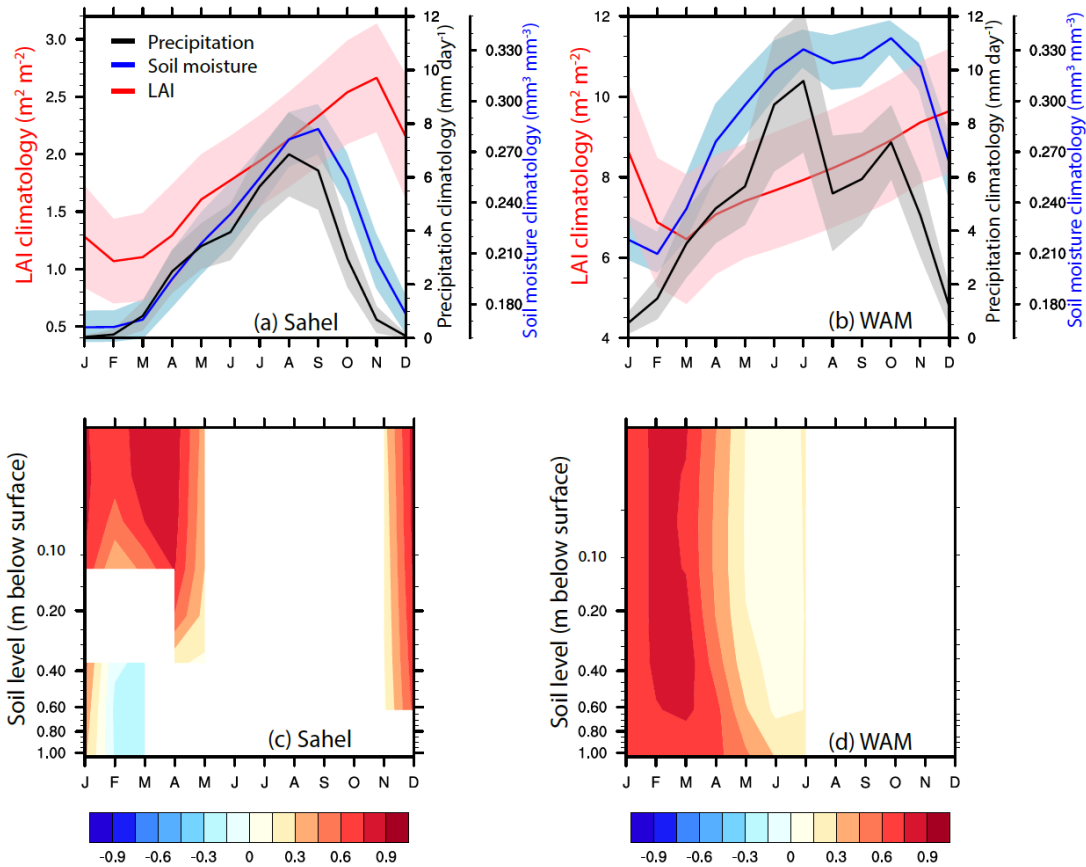 LAI climatology (m² m⁻²)
3.0
2.5
2.0
1.5
1.0
0.5
Precipitation
Soil moisture
LAI
(a) Sahel
J F M A M J J A S O N D
12
10
8
6
4
2
0
Precipitation climatology (mm day⁻¹)
0.330
0.300
0.270
0.240
0.210
0.180
Soil moisture climatology (mm³ mm⁻³)
LAI climatology (m² m⁻²)
12
10
8
6
4
(b) WAM
J F M A M J J A S O N D
12
10
8
6
4
2
0
Precipitation climatology (mm day⁻¹)
0.330
0.300
0.270
0.240
0.210
0.180
Soil moisture climatology (mm³ mm⁻³)
Soil level (m below surface)
0.10
0.20
0.40
0.60
0.80
1.00
(c) Sahel
J F M A M J J A S O N D
-0.9 -0.6 -0.3 0 0.3 0.6 0.9
Soil level (m below surface)
0.10
0.20
0.40
0.60
0.80
1.00
(d) WAM
J F M A M J J A S O N D
-0.9 -0.6 -0.3 0 0.3 0.6 0.9